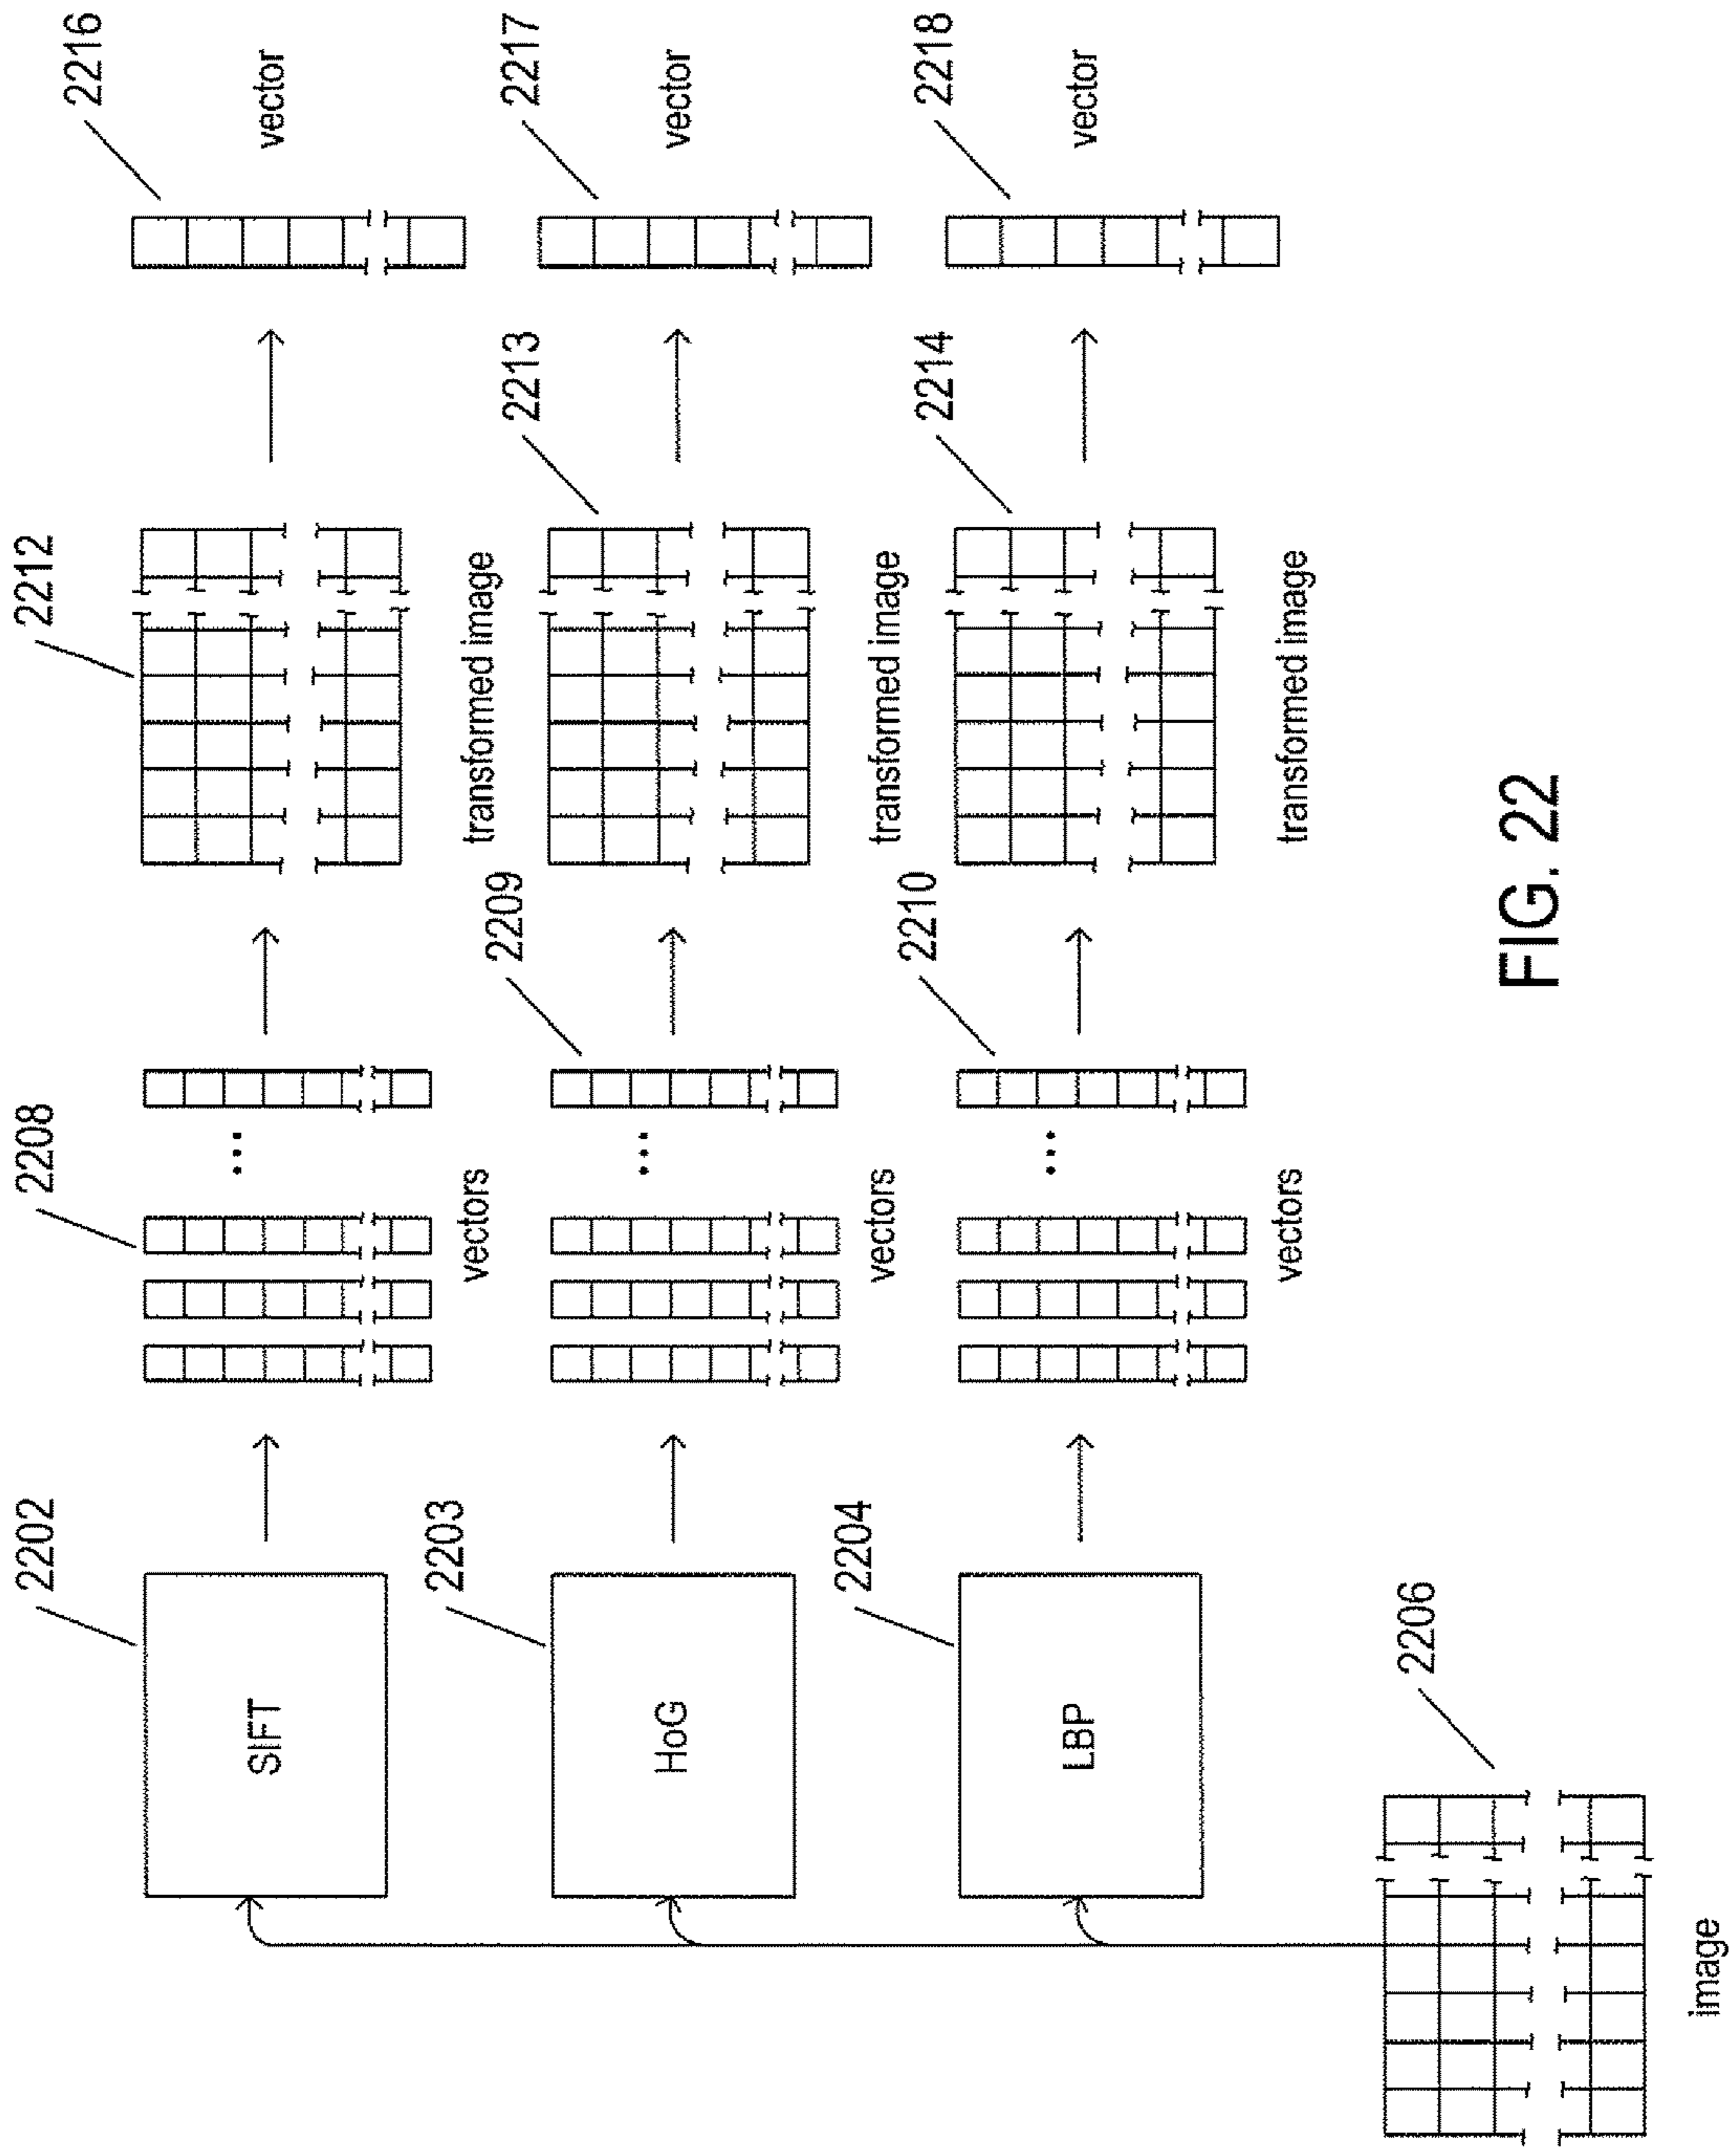 2202
SIFT
2208
vectors
2212
transformed image
2216
vector
2203
HoG
2209
vectors
2213
transformed image
2217
vector
2204
LBP
2210
vectors
2214
transformed image
2218
vector
2206
image
FIG. 22